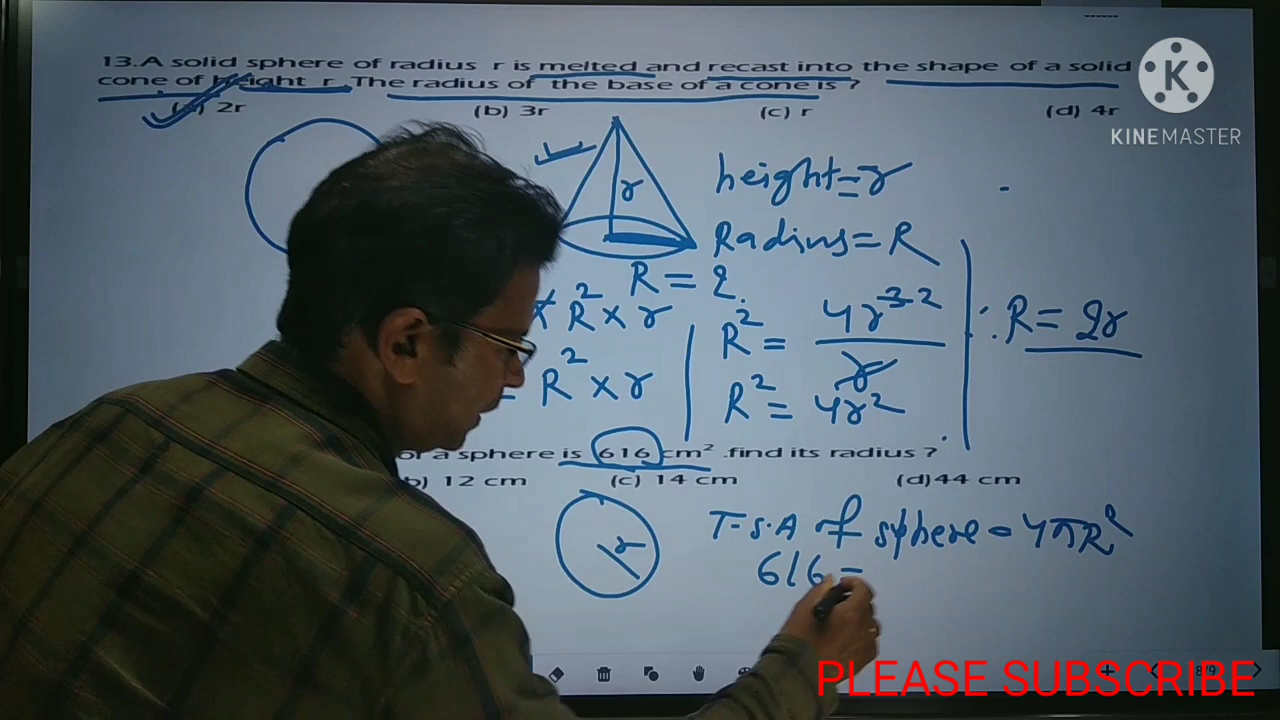 ------
13.A solid sphere of radius r is melted and recast into the shape of a solid
cone of height r .The radius of the base of a cone is ?
2r (b) 3r (c) r (d) 4r
K
KINEMASTER
r
height=r
Radius=R
R = 2
R² × r
R² = 4r³ 2 / r
∴ R= 2r
= R² × r
R² = 4r²
of a sphere is 616 cm² .find its radius ?
b) 12 cm (c) 14 cm (d)44 cm
r
T.S.A of sphere = 4πR²
616 =
8/9
PLEASE SUBSCRIBE